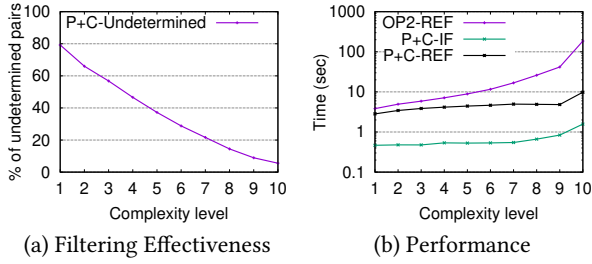 P+C-Undetermined
% of undetermined pairs
100
80
60
40
20
0
1 2 3 4 5 6 7 8 9 10
Complexity level
(a) Filtering Effectiveness
OP2-REF
P+C-IF
P+C-REF
Time (sec)
1000
100
10
1
0.1
1 2 3 4 5 6 7 8 9 10
Complexity level
(b) Performance